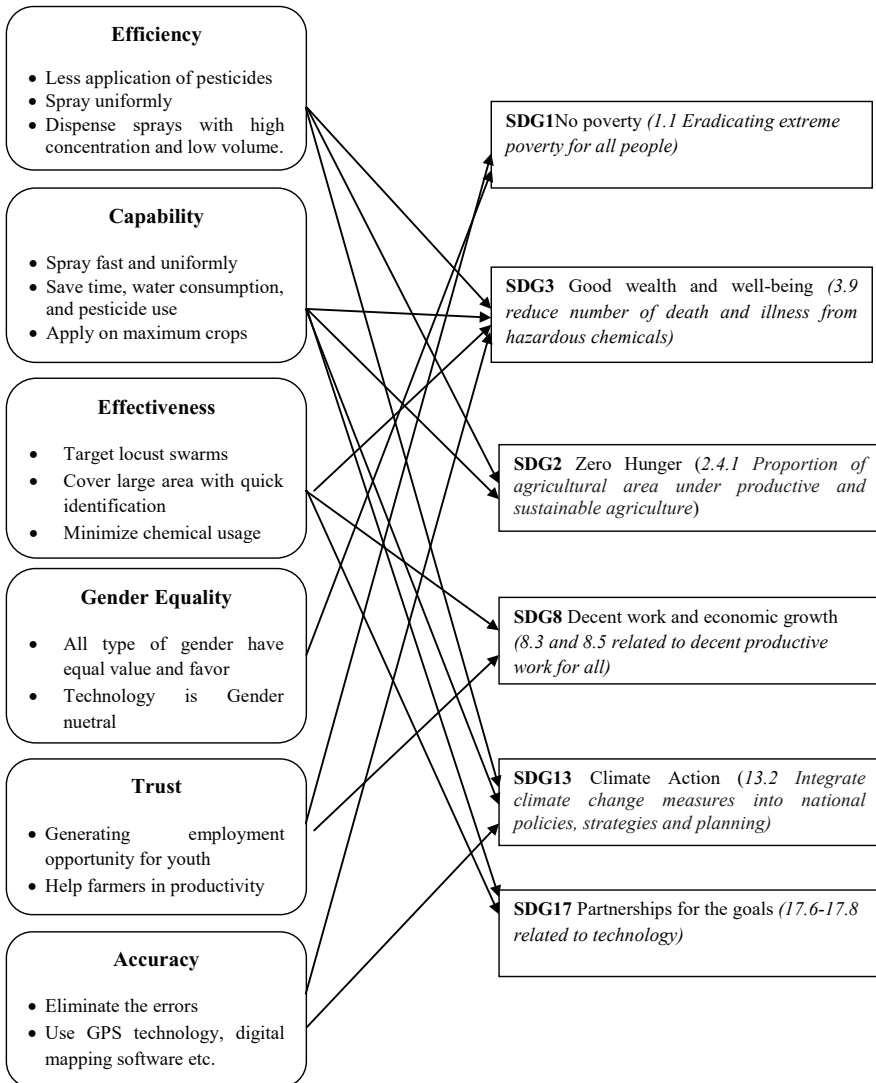 Efficiency
• Less application of pesticides
• Spray uniformly
• Dispense sprays with high
concentration and low volume.
Capability
• Spray fast and uniformly
• Save time, water consumption,
and pesticide use
• Apply on maximum crops
Effectiveness
• Target locust swarms
• Cover large area with quick
identification
• Minimize chemical usage
Gender Equality
• All type of gender have
equal value and favor
• Technology is Gender
nuetral
Trust
• Generating employment
opportunity for youth
• Help farmers in productivity
Accuracy
• Eliminate the errors
• Use GPS technology, digital
mapping software etc.
SDG1No poverty (1.1 Eradicating extreme
poverty for all people)
SDG3 Good wealth and well-being (3.9
reduce number of death and illness from
hazardous chemicals)
SDG2 Zero Hunger (2.4.1 Proportion of
agricultural area under productive and
sustainable agriculture)
SDG8 Decent work and economic growth
(8.3 and 8.5 related to decent productive
work for all)
SDG13 Climate Action (13.2 Integrate
climate change measures into national
policies, strategies and planning)
SDG17 Partnerships for the goals (17.6-17.8
related to technology)